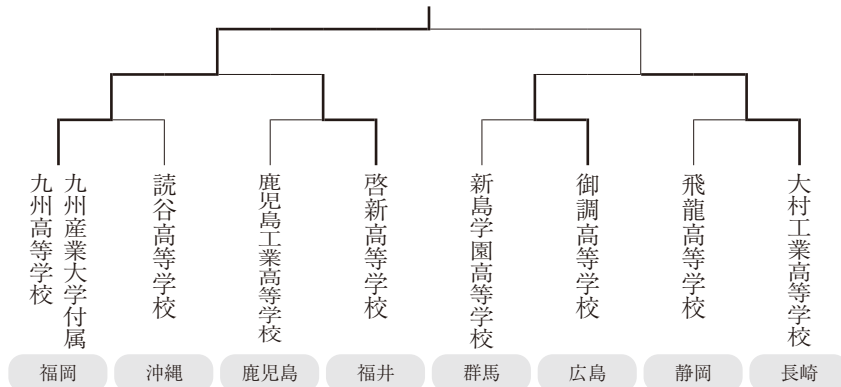 九州産業大学付属
九州高等学校
読谷高等学校
鹿児島工業高等学校
啓新高等学校
新島学園高等学校
御調高等学校
飛龍高等学校
大村工業高等学校
福岡
沖縄
鹿児島
福井
群馬
広島
静岡
長崎